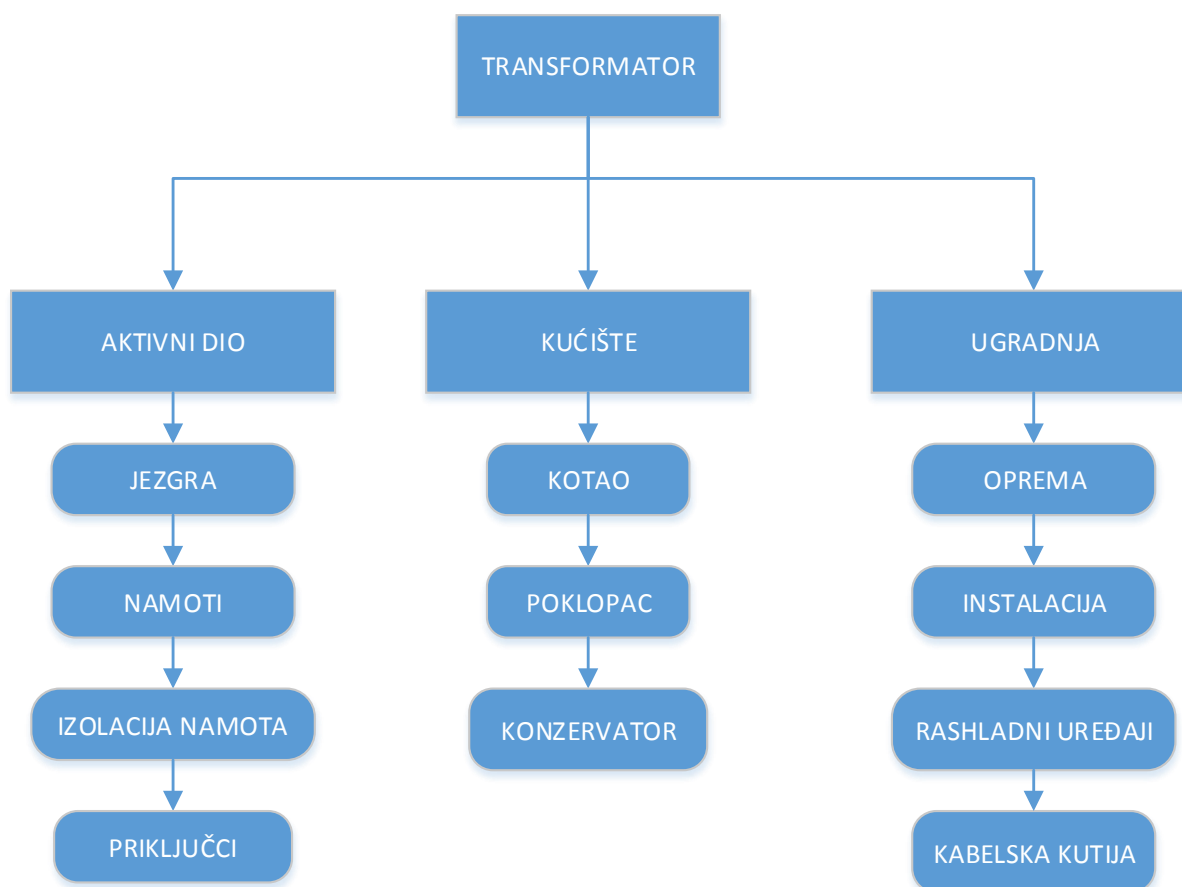 TRANSFORMATOR
AKTIVNI DIO
KUĆIŠTE
UGRADNJA
JEZGRA
KOTAO
OPREMA
NAMOTI
POKLOPAC
INSTALACIJA
IZOLACIJA NAMOTA
KONZERVATOR
RASHLADNI UREĐAJI
PRIKLJUČCI
KABELSKA KUTIJA